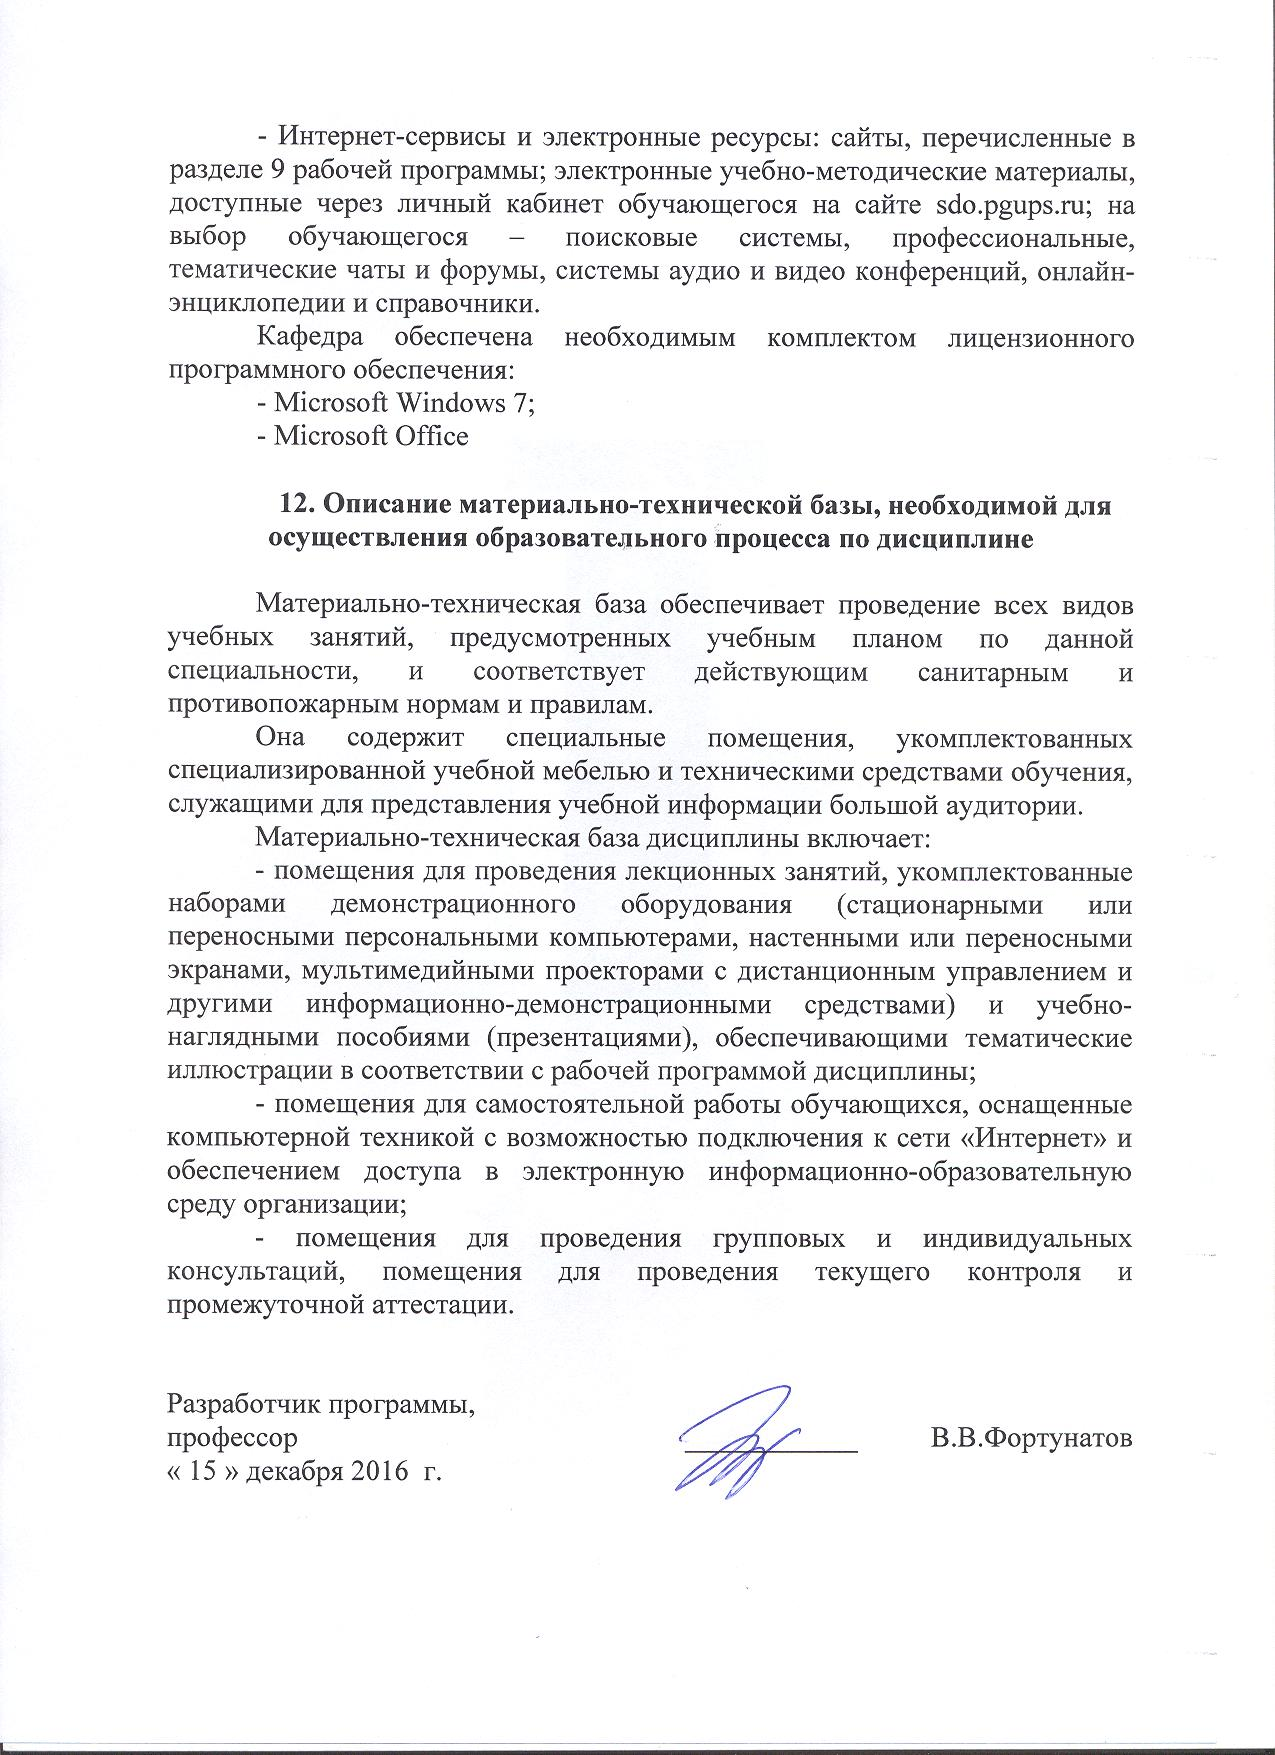 - Интернет-сервисы и электронные ресурсы: сайты, перечисленные в
разделе 9 рабочей программы; электронные учебно-методические материалы,
доступные через личный кабинет обучающегося на сайте sdo.pgups.ru; на
выбор обучающегося – поисковые системы, профессиональные,
тематические чаты и форумы, системы аудио и видео конференций, онлайн-
энциклопедии и справочники.
Кафедра обеспечена необходимым комплектом лицензионного
программного обеспечения:
- Microsoft Windows 7;
- Microsoft Office
12. Описание материально-технической базы, необходимой для
осуществления образовательного процесса по дисциплине
Материально-техническая база обеспечивает проведение всех видов
учебных занятий, предусмотренных учебным планом по данной
специальности, и соответствует действующим санитарным и
противопожарным нормам и правилам.
Она содержит специальные помещения, укомплектованных
специализированной учебной мебелью и техническими средствами обучения,
служащими для представления учебной информации большой аудитории.
Материально-техническая база дисциплины включает:
- помещения для проведения лекционных занятий, укомплектованные
наборами демонстрационного оборудования (стационарными или
переносными персональными компьютерами, настенными или переносными
экранами, мультимедийными проекторами с дистанционным управлением и
другими информационно-демонстрационными средствами) и учебно-
наглядными пособиями (презентациями), обеспечивающими тематические
иллюстрации в соответствии с рабочей программой дисциплины;
- помещения для самостоятельной работы обучающихся, оснащенные
компьютерной техникой с возможностью подключения к сети «Интернет» и
обеспечением доступа в электронную информационно-образовательную
среду организации;
- помещения для проведения групповых и индивидуальных
консультаций, помещения для проведения текущего контроля и
промежуточной аттестации.
Разработчик программы,
профессор ____________ В.В.Фортунатов
« 15 » декабря 2016 г.